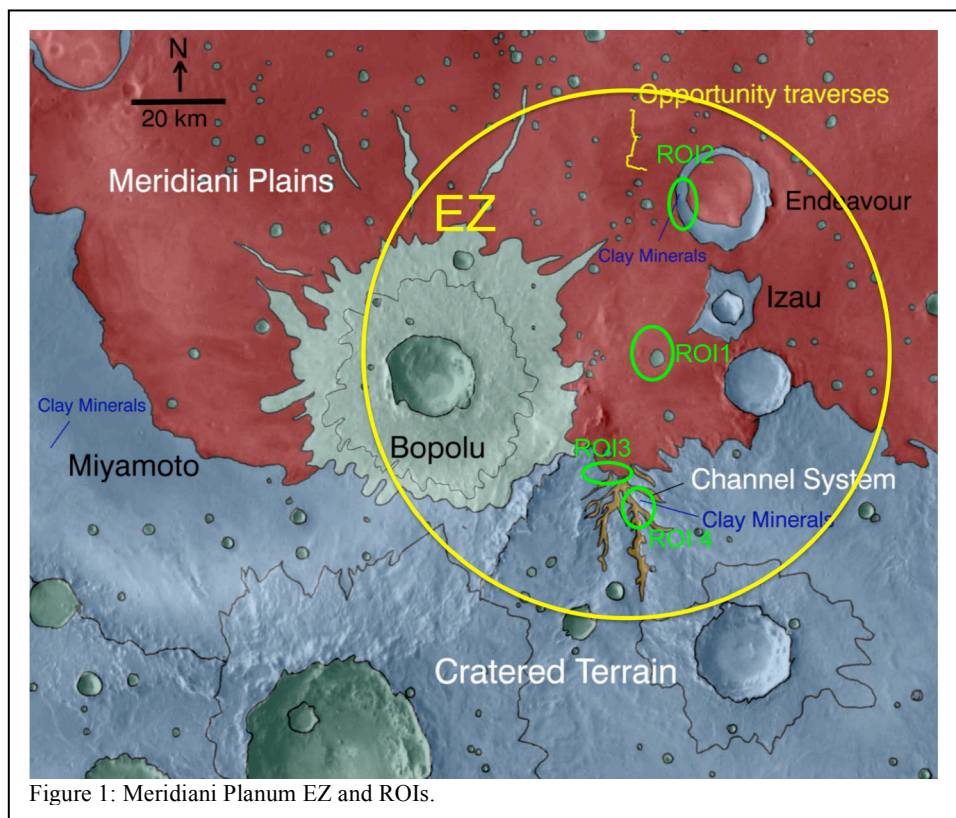 N
20 km
Opportunity traverses
ROI2
Meridiani Plains
EZ
Endeavour
Clay Minerals
Izau
ROI1
Clay Minerals
Miyamoto
Bopolu
ROI3
Channel System
Clay Minerals
ROI 4
Cratered Terrain
Figure 1: Meridiani Planum EZ and ROIs.